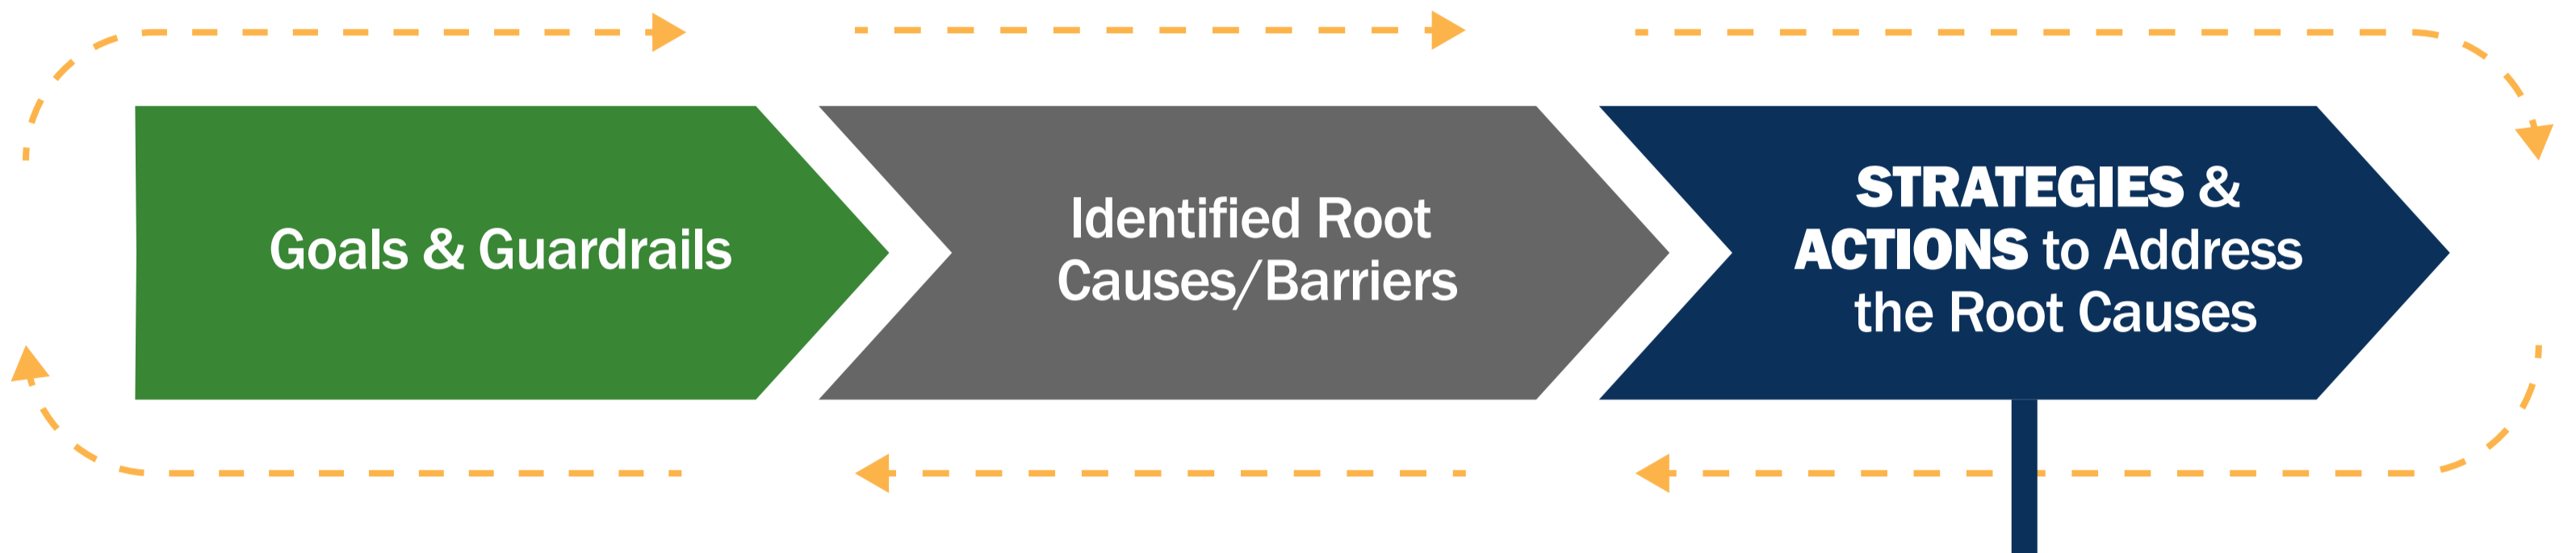 Goals & Guardrails
Identified Root
Causes/Barriers
STRATEGIES &
ACTIONS to Address
the Root Causes